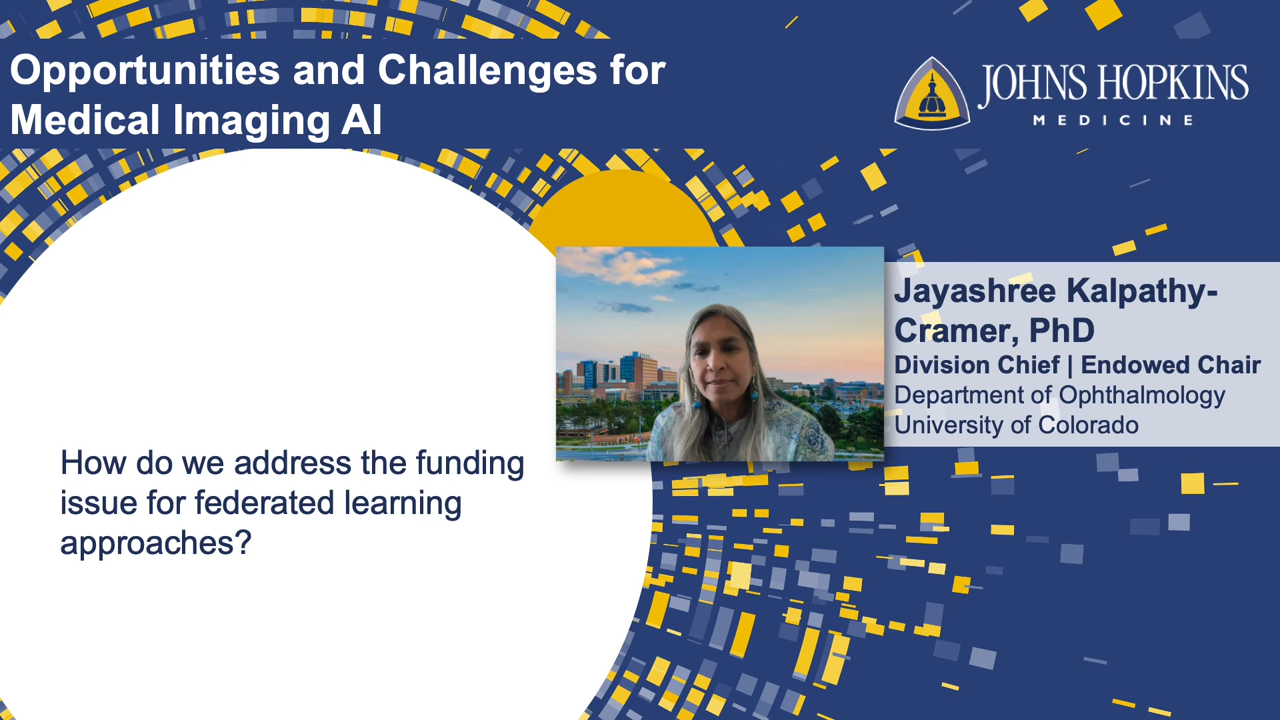 Opportunities and Challenges for
Medical Imaging AI
JOHNS HOPKINS
MEDICINE
Jayashree Kalpathy-
Cramer, PhD
Division Chief | Endowed Chair
Department of Ophthalmology
University of Colorado
How do we address the funding
issue for federated learning
approaches?